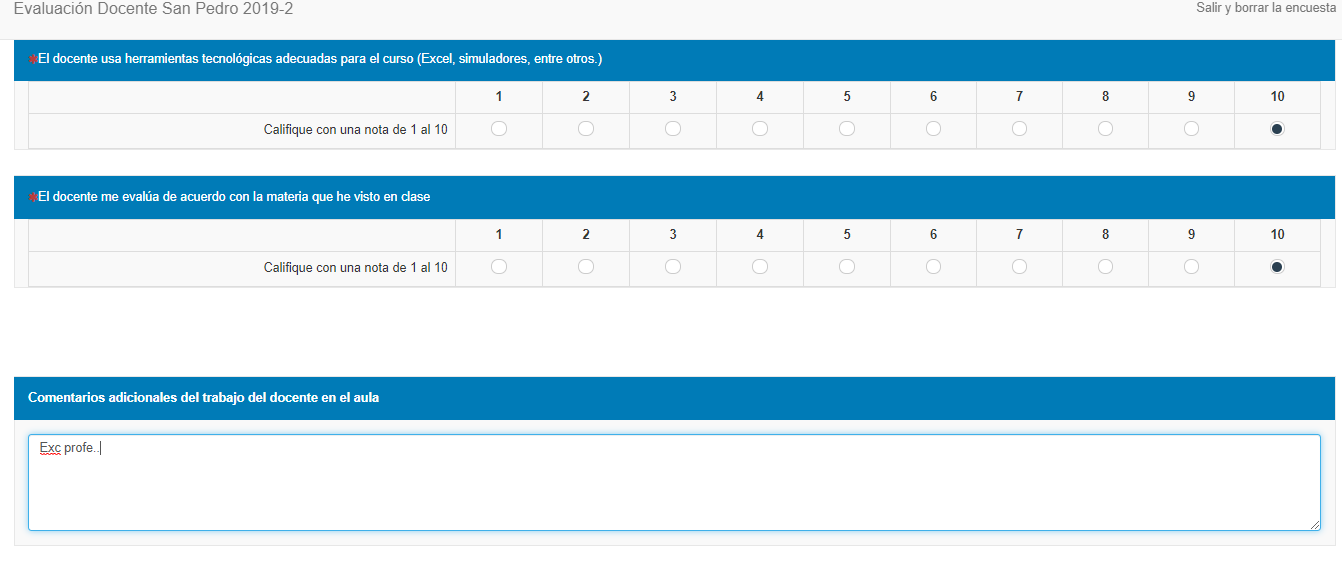 Evaluación Docente San Pedro 2019-2
Salir y borrar la encuesta
*El docente usa herramientas tecnológicas adecuadas para el curso (Excel, simuladores, entre otros.)
1 2 3 4 5 6 7 8 9 10
Califique con una nota de 1 al 10
*El docente me evalúa de acuerdo con la materia que he visto en clase
1 2 3 4 5 6 7 8 9 10
Califique con una nota de 1 al 10
Comentarios adicionales del trabajo del docente en el aula
Exc profe..